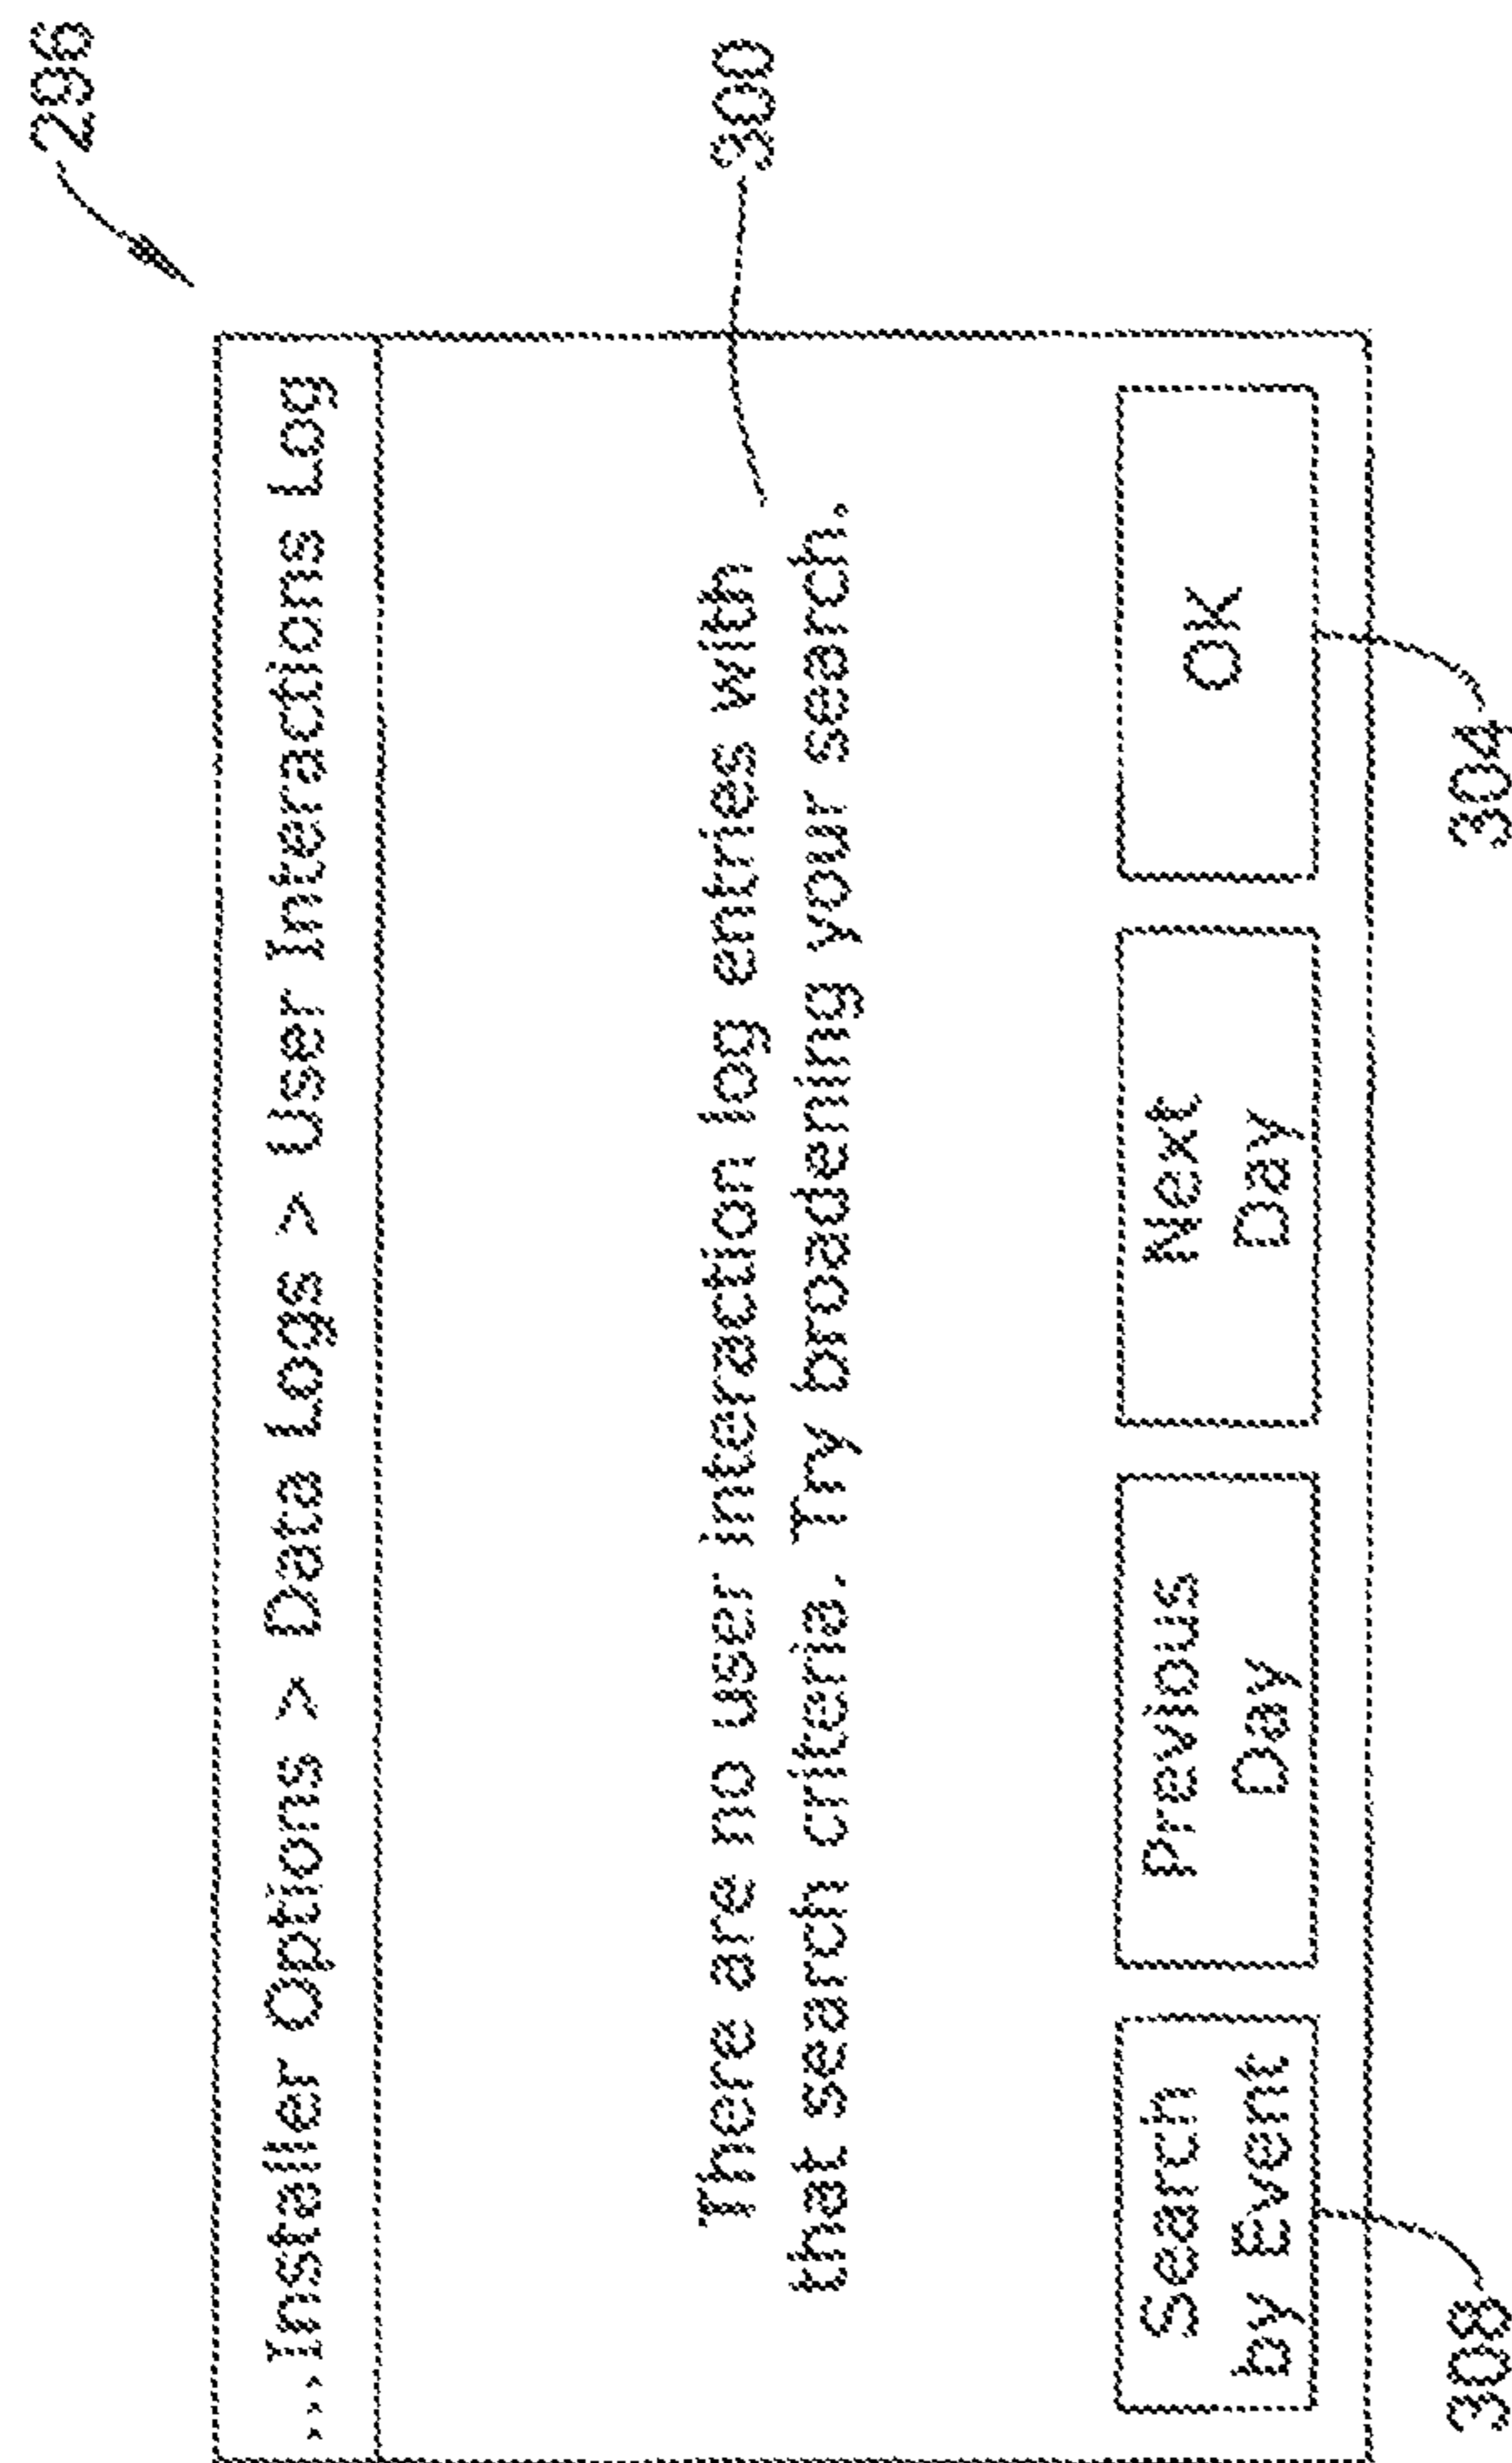 296
...Installer Options > Data Logs > User Interactions Log
There are no user interaction log entries with
that search criteria. Try broadening your search.
300
Search
by Event
Previous
Day
Next
Day
OK
308
304